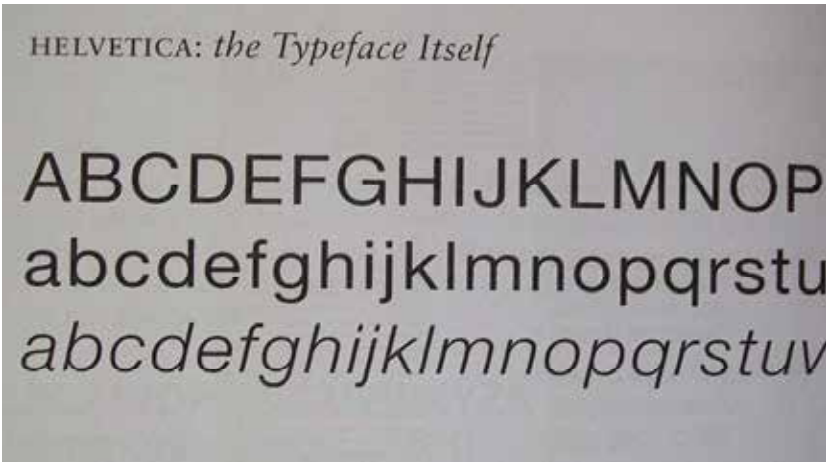 HELVETICA: the Typeface Itself
ABCDEFGHIJKLMNOP
abcdefghijklmnopqrstu
abcdefghijklmnopqrstuv